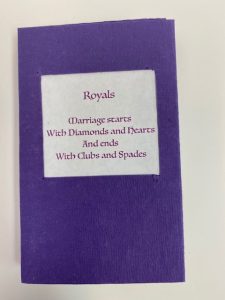 Royals
Marriage starts
With Diamonds and Hearts
And ends
With Clubs and Spades